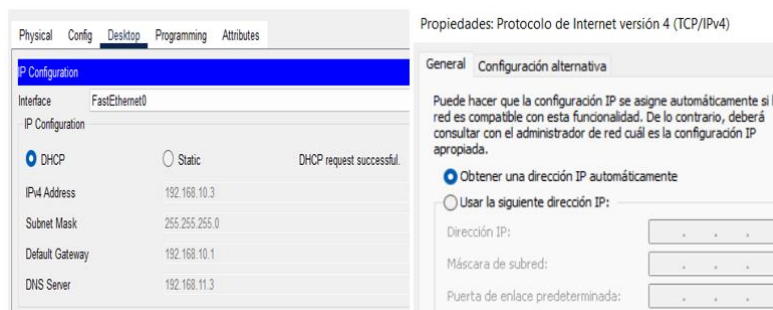 Physical Config Desktop Programming Attributes
IP Configuration
Interface FastEthernet0
IP Configuration
DHCP Static DHCP request successful.
IPv4 Address 192.168.10.3
Subnet Mask 255.255.255.0
Default Gateway 192.168.10.1
DNS Server 192.168.11.3
Propiedades: Protocolo de Internet versión 4 (TCP/IPv4)
General Configuración alternativa
Puede hacer que la configuración IP se asigne automáticamente si
red es compatible con esta funcionalidad. De lo contrario, deberá
consultar con el administrador de red cuál es la configuración IP
apropiada.
Obtener una dirección IP automáticamente
Usar la siguiente dirección IP:
Dirección IP:
Máscara de subred:
Puerta de enlace predeterminada: